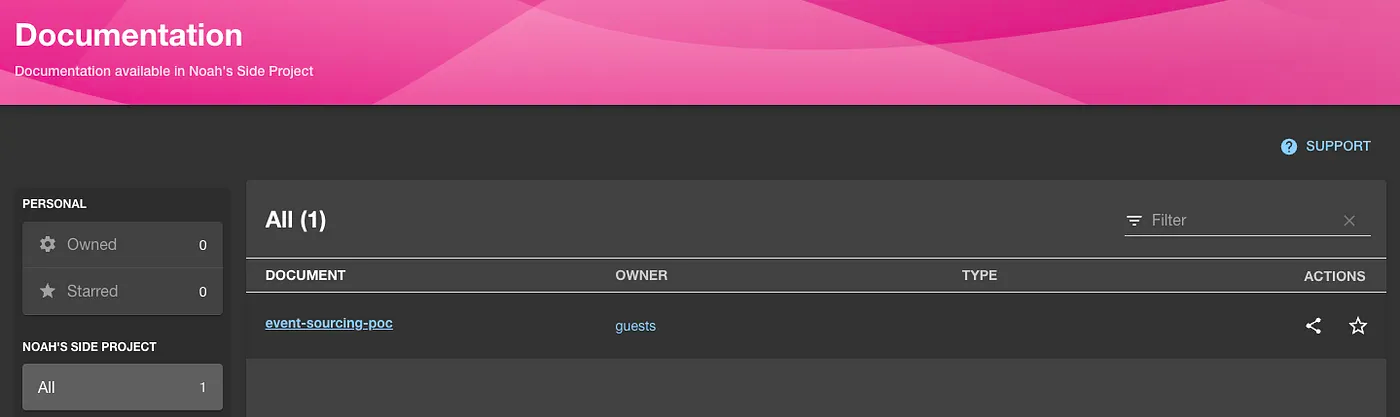 Documentation
Documentation available in Noah's Side Project
SUPPORT
PERSONAL
Owned 0
Starred 0
NOAH'S SIDE PROJECT
All 1
All (1)
Filter
DOCUMENT OWNER TYPE ACTIONS
event-sourcing-poc guests